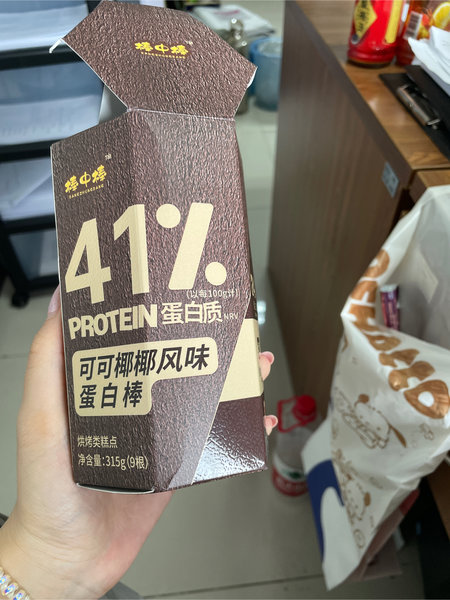 棒中棒
棒中棒
BANGZHONGBANG
41%
(以每100g计)
PROTEIN 蛋白质 NRV
可可椰椰风味
蛋白棒
烘烤类糕点
净含量:315g(9根)